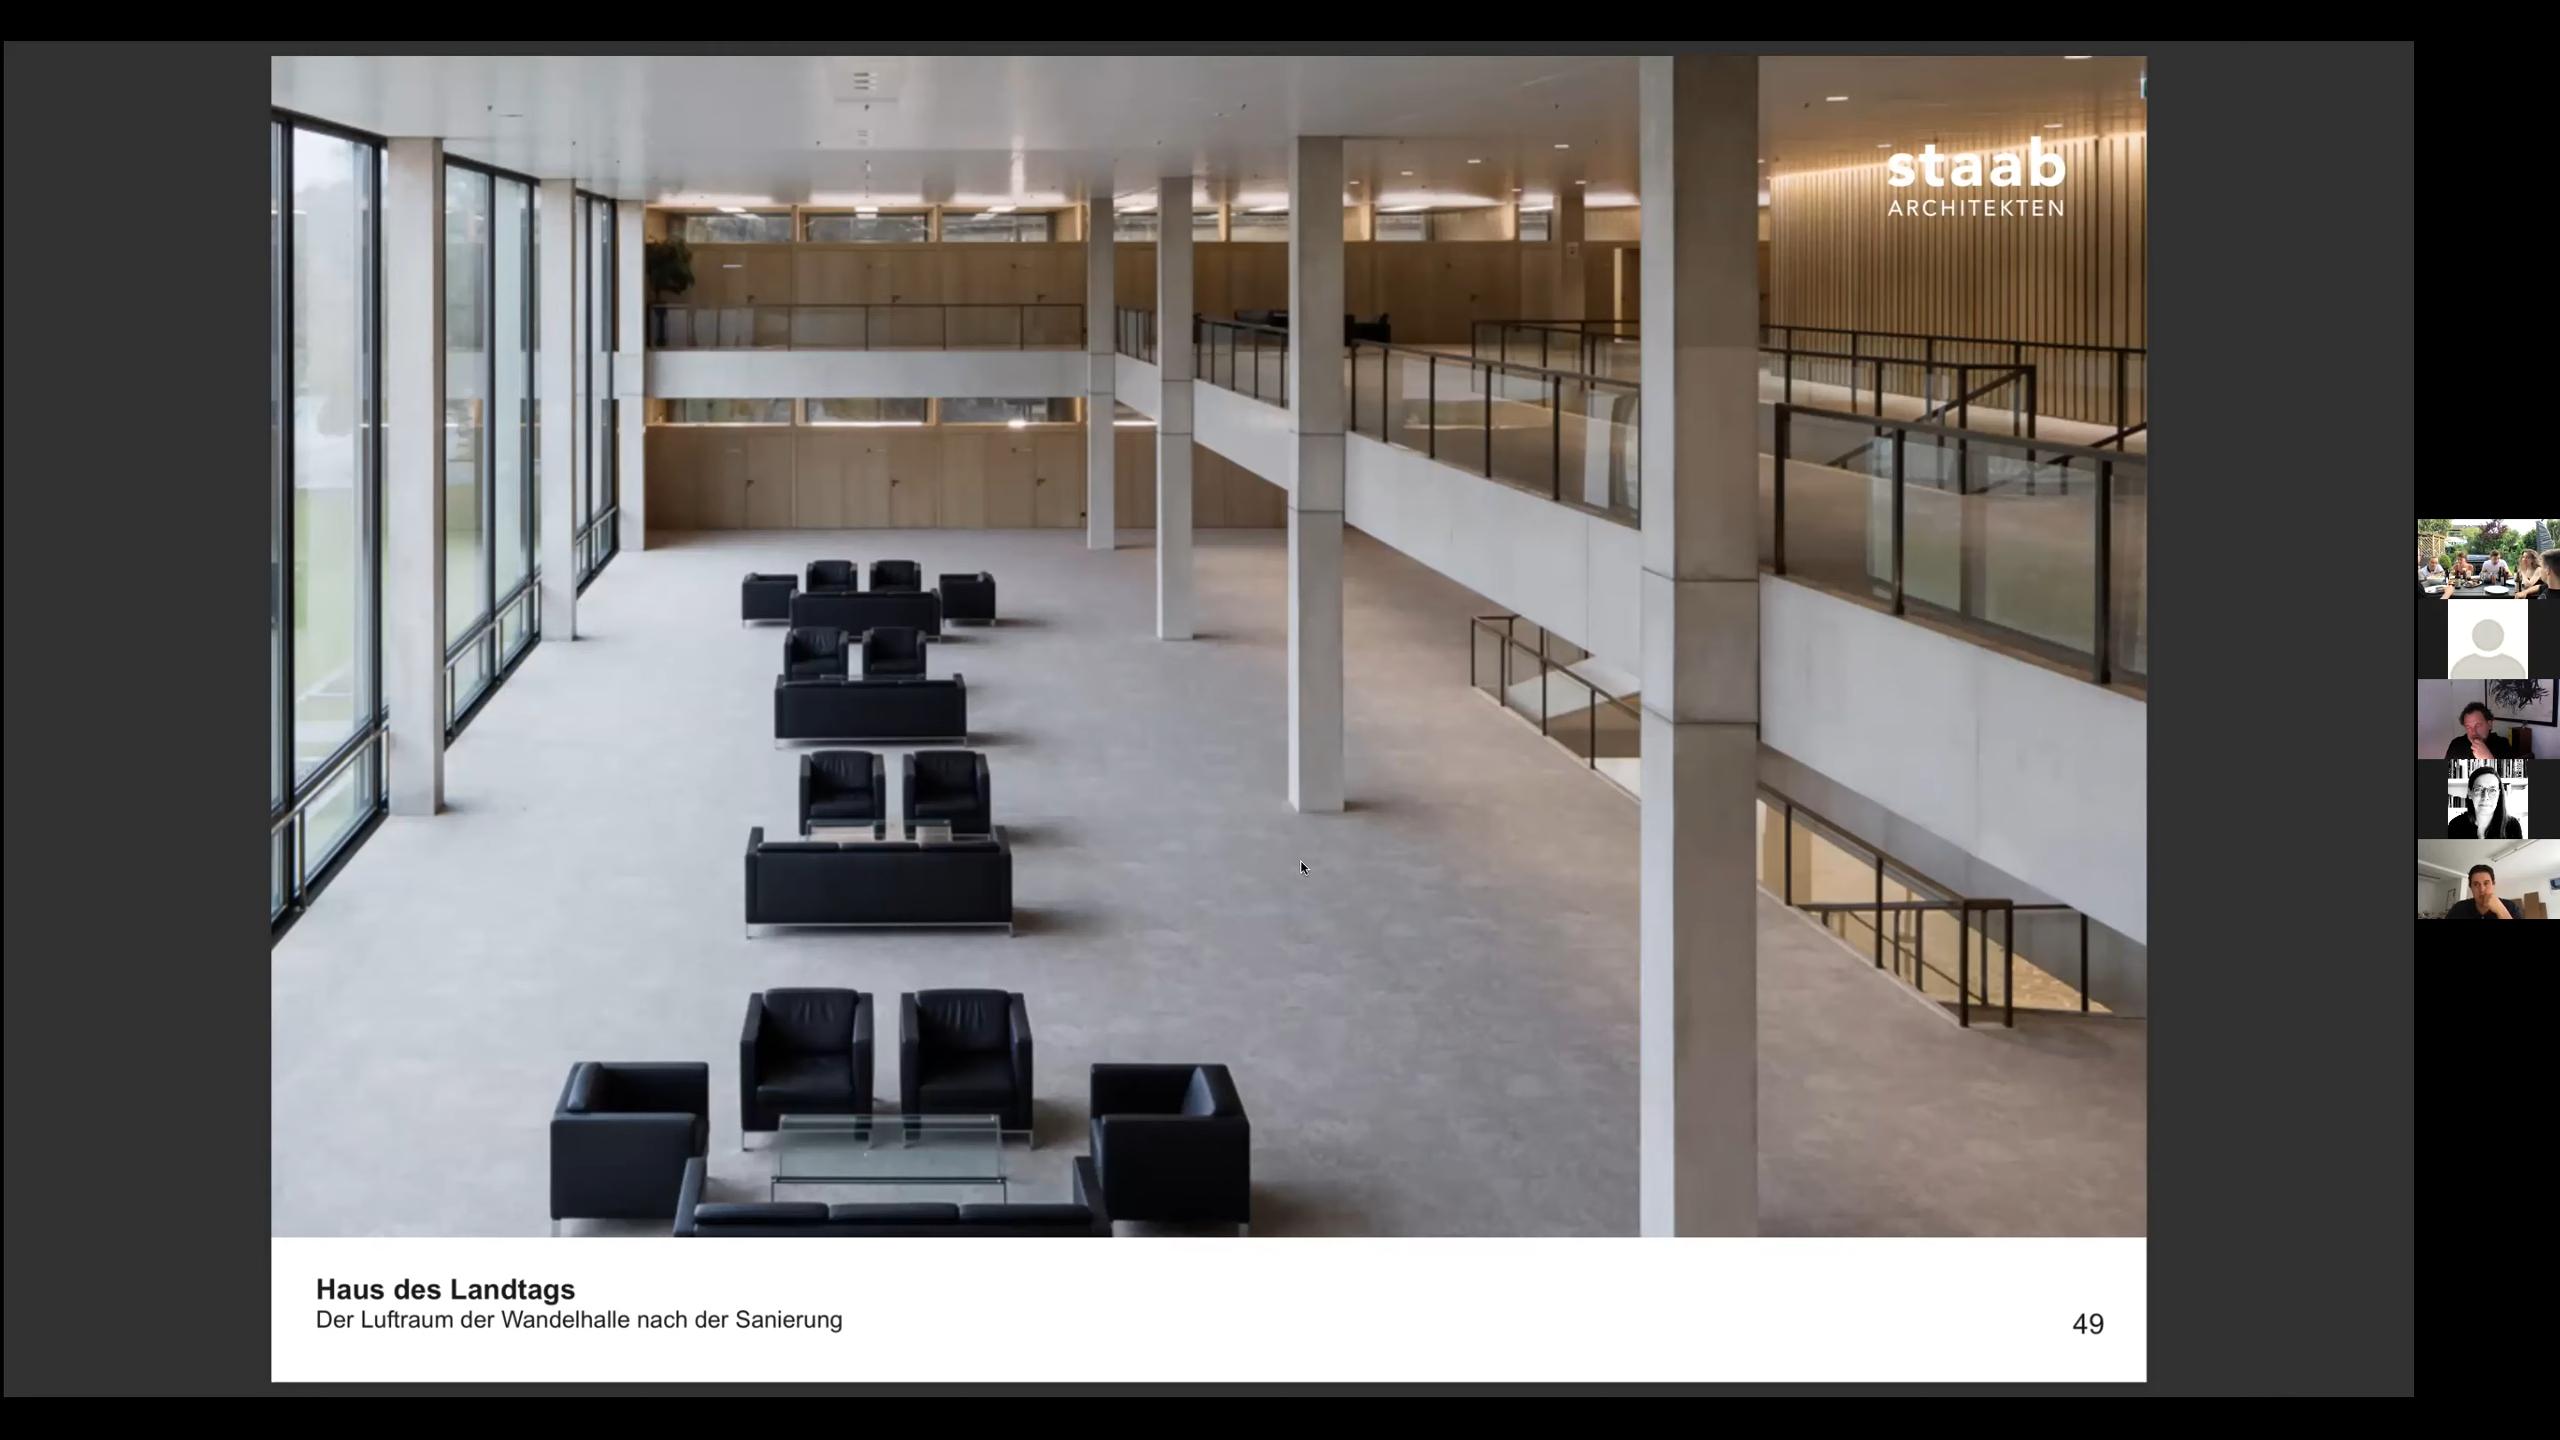 staab
ARCHITEKTEN
Haus des Landtags
Der Luftraum der Wandelhalle nach der Sanierung
49